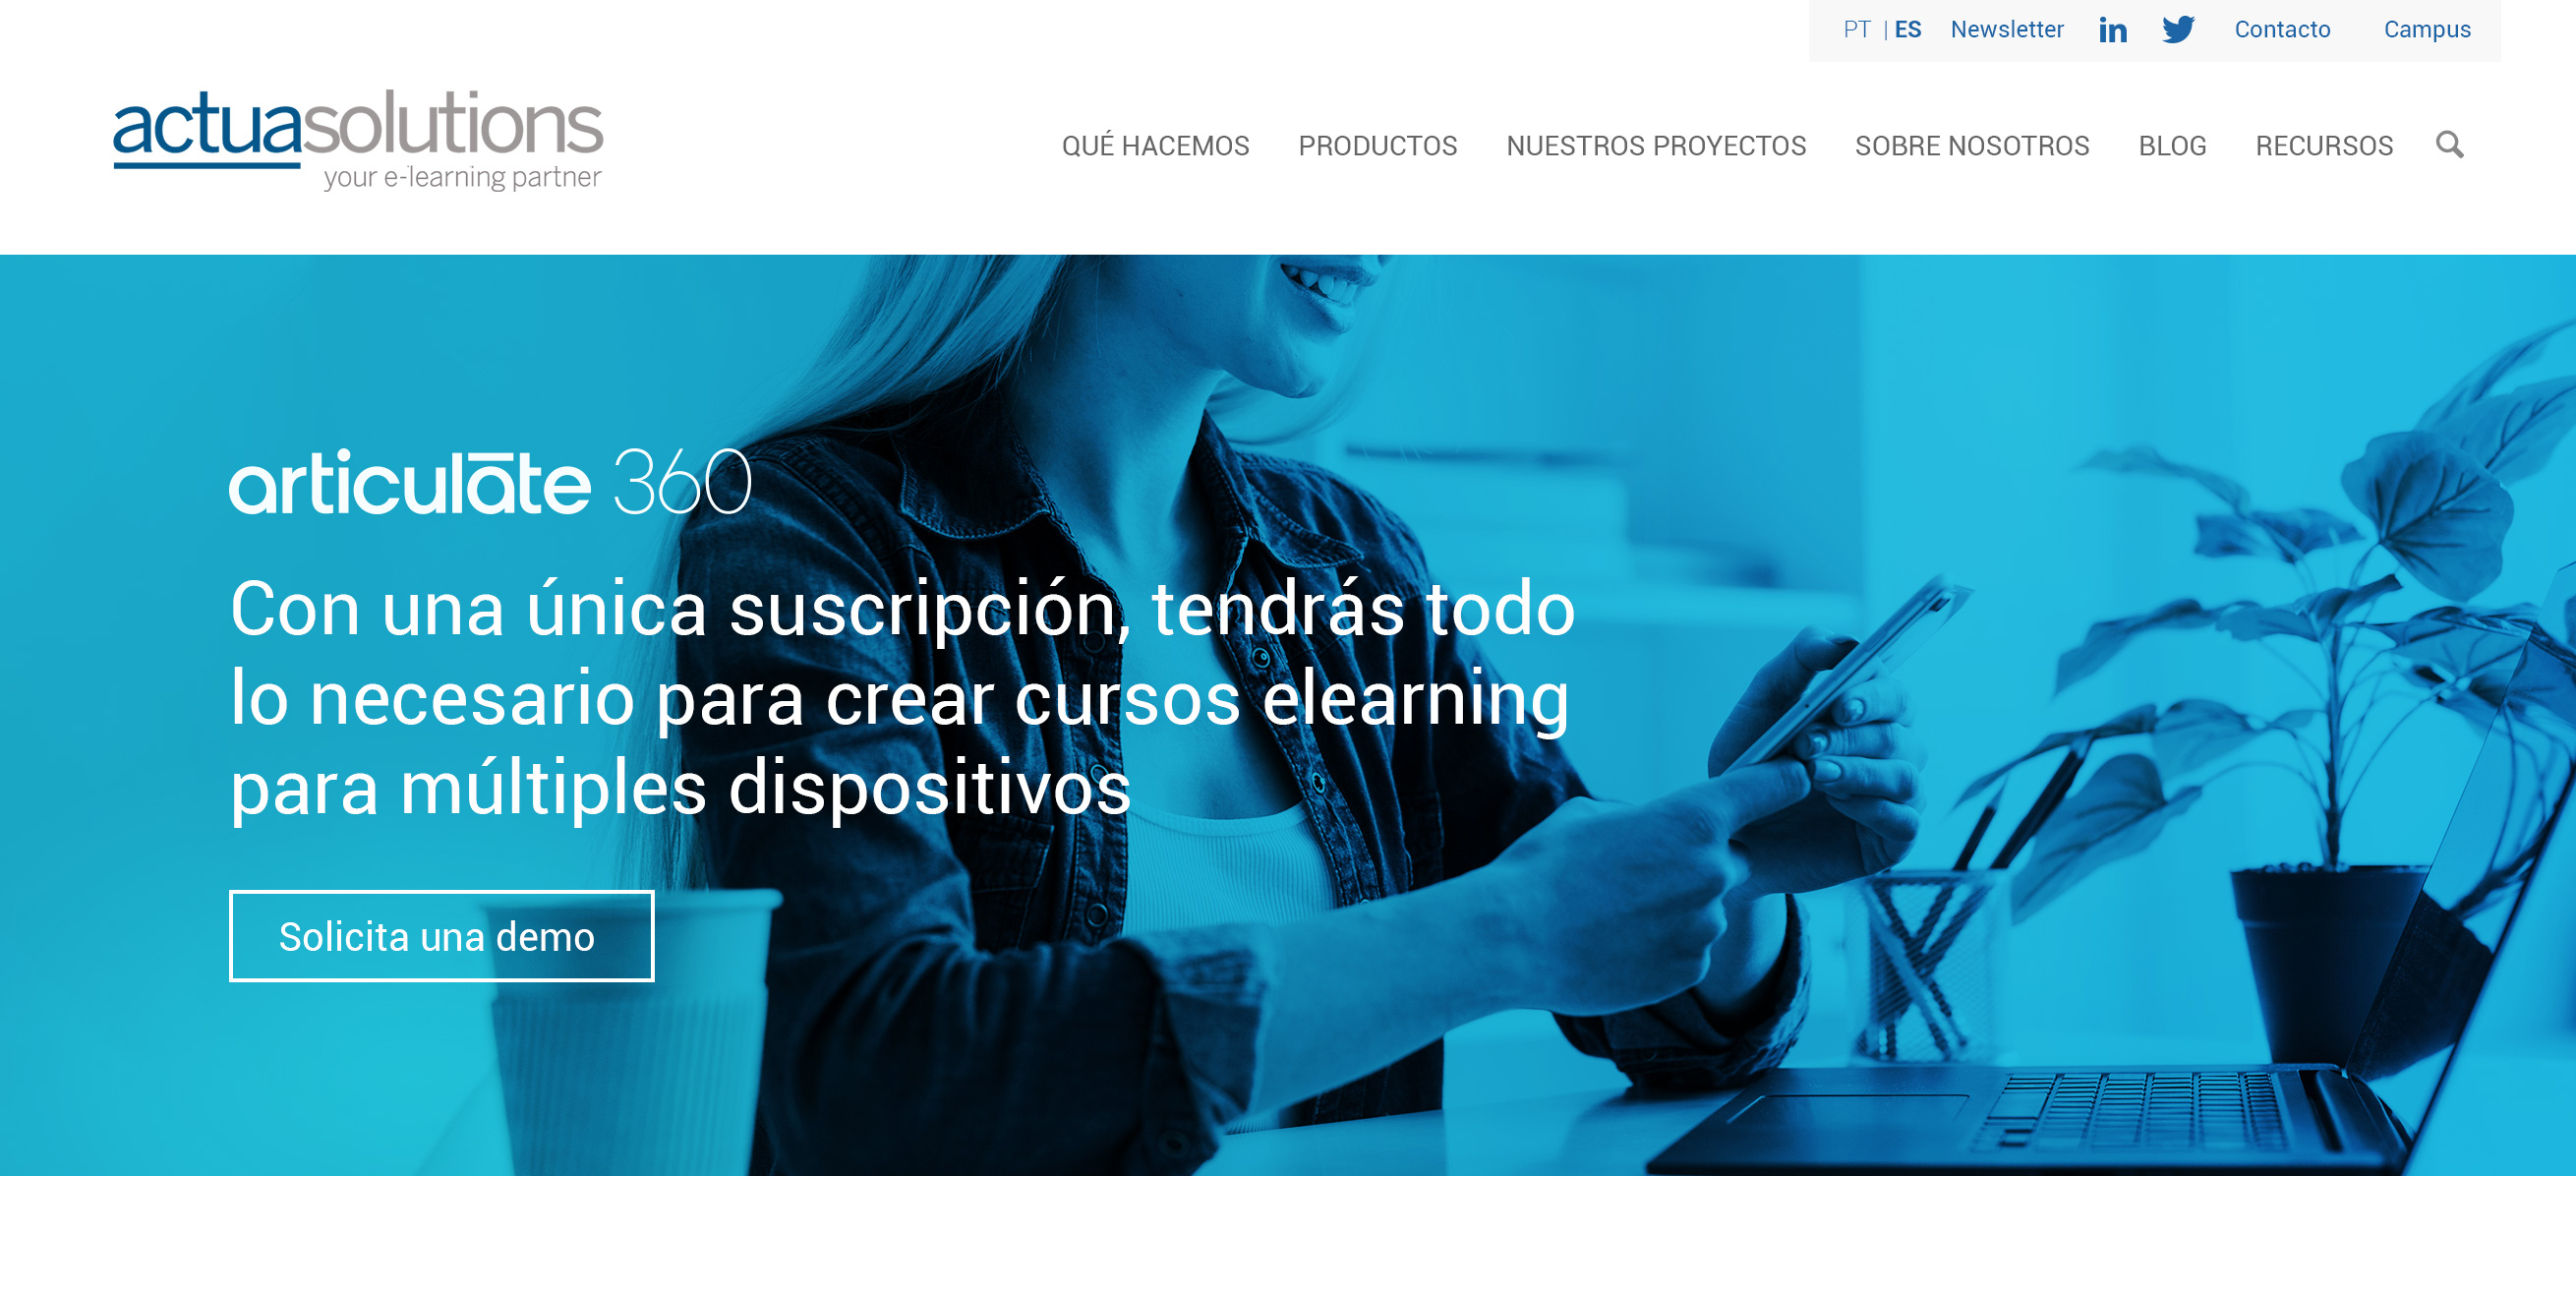 PT | ES Newsletter in Contacto Campus
actuasolutions
your e-learning partner
QUÉ HACEMOS PRODUCTOS NUESTROS PROYECTOS SOBRE NOSOTROS BLOG RECURSOS
articulāte 360
Con una única suscripción, tendrás todo
lo necesario para crear cursos elearning
para múltiples dispositivos
Solicita una demo